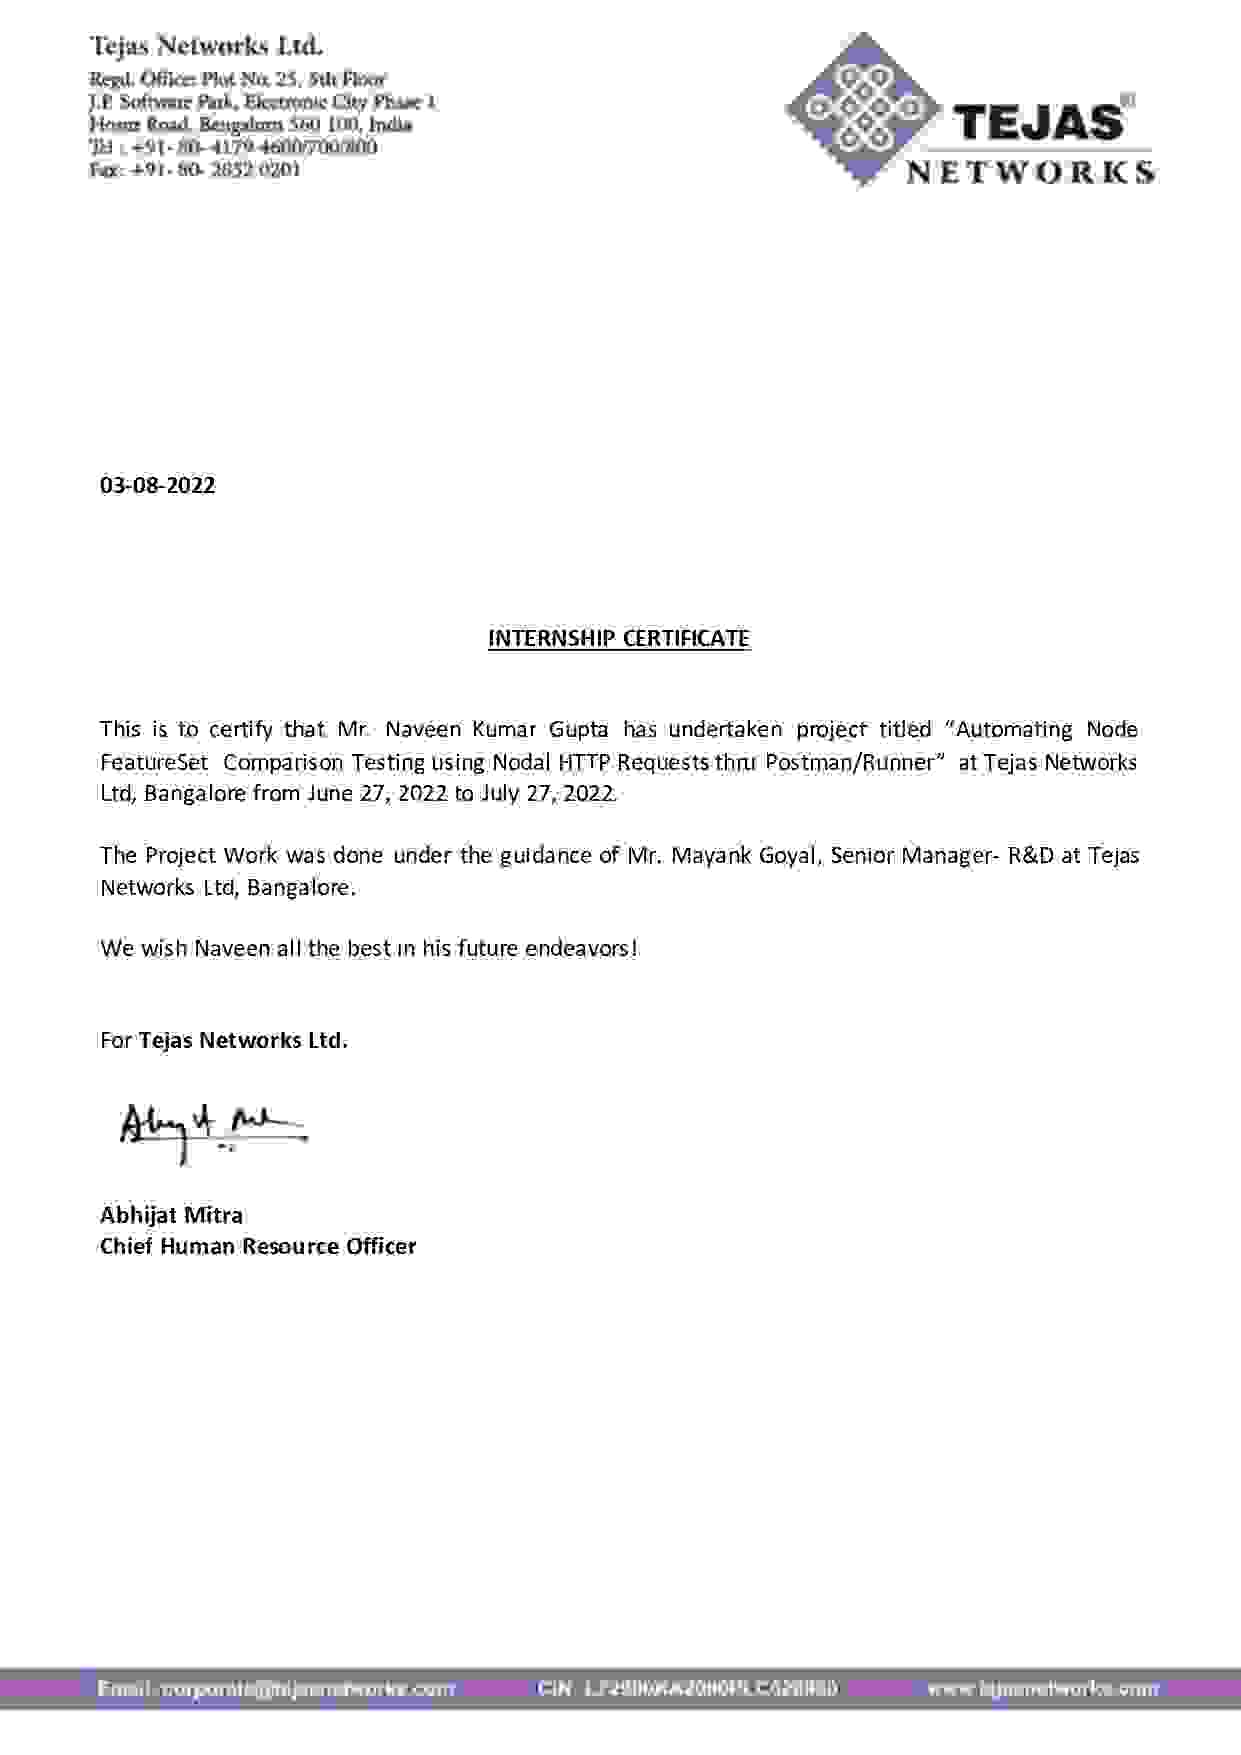 Tejas Networks Ltd.
Regd. Office: Plot No. 25, 5th Floor
J.P. Software Park, Electronic City Phase 1
Hosur Road, Bengaluru 560 100, India
Tel : +91- 80- 4179 4600/700/800
Fax: +91- 80- 2852 0201
TEJAS®
NETWORKS
03-08-2022
INTERNSHIP CERTIFICATE
This is to certify that Mr. Naveen Kumar Gupta has undertaken project titled “Automating Node
FeatureSet Comparison Testing using Nodal HTTP Requests thru Postman/Runner” at Tejas Networks
Ltd, Bangalore from June 27, 2022 to July 27, 2022.
The Project Work was done under the guidance of Mr. Mayank Goyal, Senior Manager- R&D at Tejas
Networks Ltd, Bangalore.
We wish Naveen all the best in his future endeavors!
For Tejas Networks Ltd.
Abhijat Mitra
Chief Human Resource Officer
Email: corporate@tejasnetworks.com
CIN
www.tejasnetworks.com